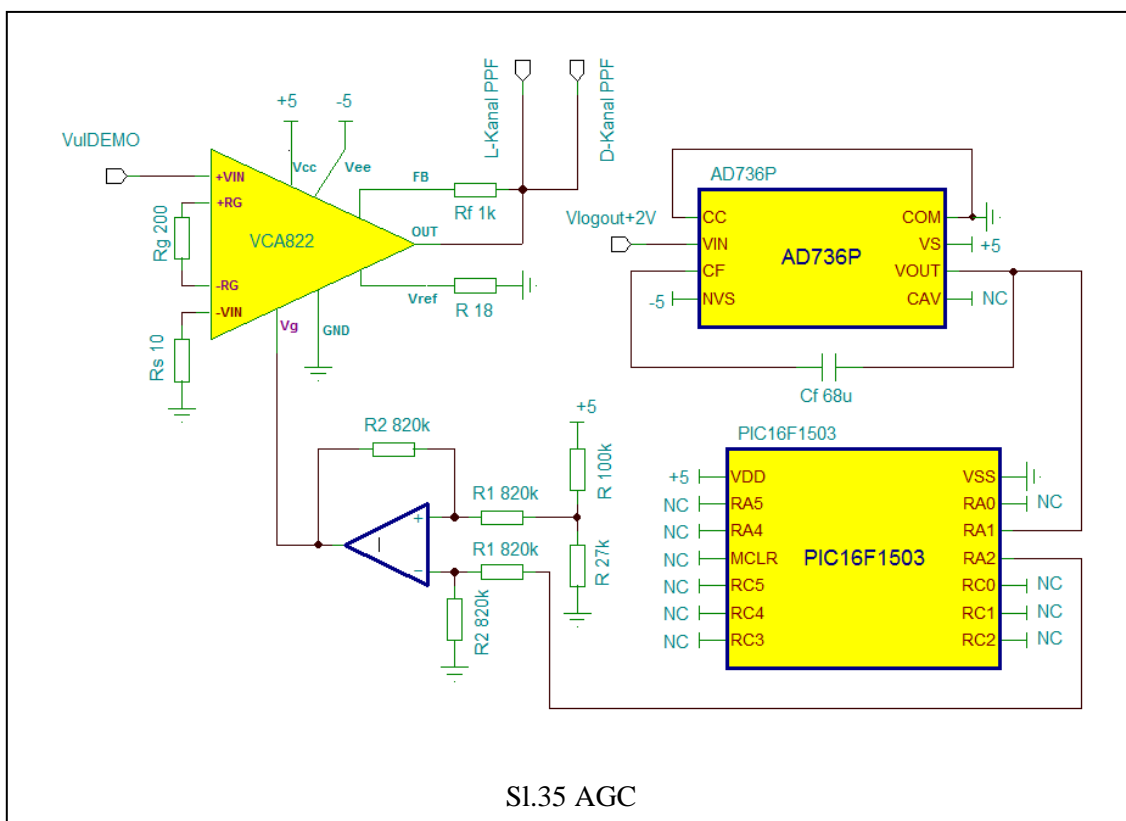 L-Kanal PPF
D-Kanal PPF
+5
-5
VulDEMO
Vcc
Vee
+VIN
+RG
Rg 200
VCA822
-RG
-VIN
Vg
GND
Rs 10
FB
Rf 1k
OUT
Vref
R 18
AD736P
CC
COM
Vlogout+2V
VIN
VS
+5
AD736P
CF
VOUT
-5
NVS
CAV
NC
Cf 68u
+5
R2 820k
R 100k
R1 820k
+
R1 820k
R 27k
−
R2 820k
PIC16F1503
+5
VDD
VSS
NC
RA5
RA0
NC
NC
RA4
RA1
NC
MCLR
PIC16F1503
RA2
NC
RC5
RC0
NC
NC
RC4
RC1
NC
NC
RC3
RC2
NC
Sl.35 AGC